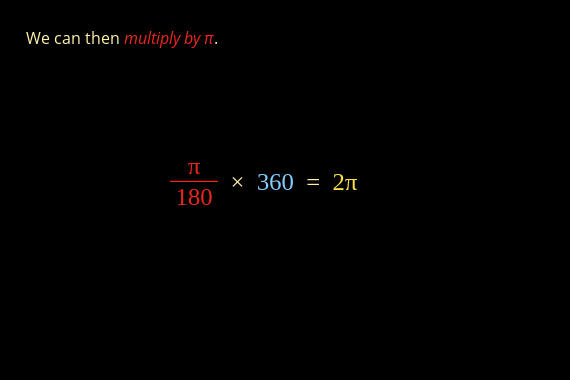 We can then multiply by π.
π/180 × 360 = 2π